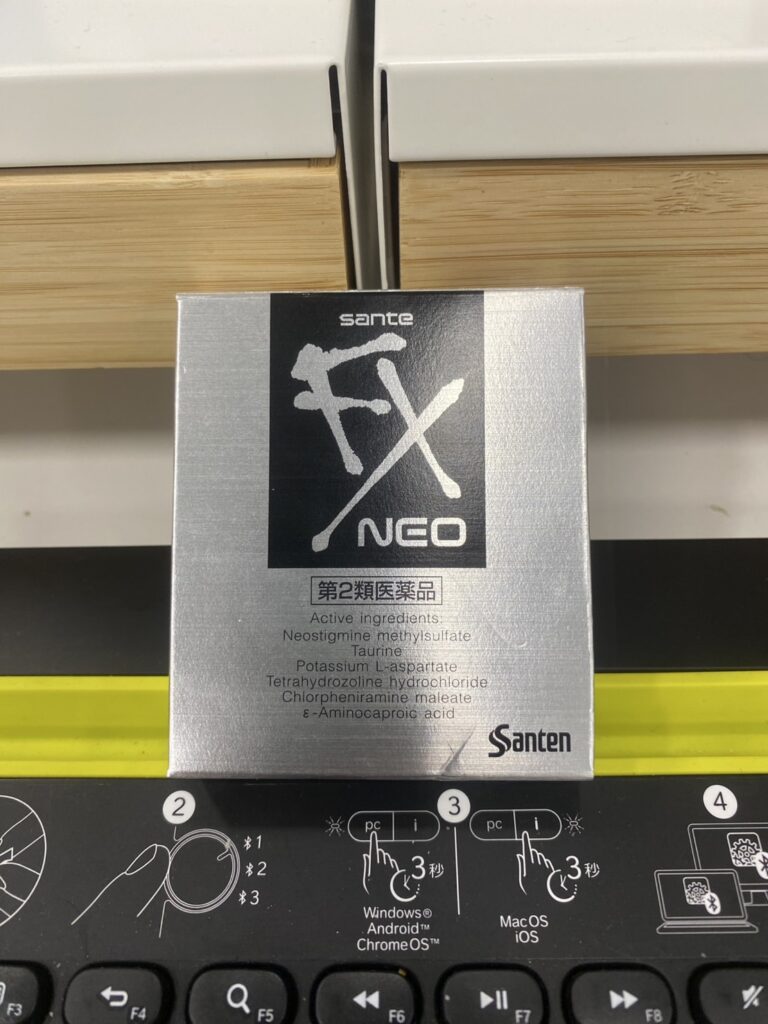 sante
FX
NEO
第2類医薬品
Active ingredients:
Neostigmine methylsulfate
Taurine
Potassium L-aspartate
Tetrahydrozoline hydrochloride
Chlorpheniramine maleate
ε-Aminocaproic acid
Santen
2
1
2
3
3
pc i
3秒
Windows®
Android™
ChromeOS™
pc i
3秒
MacOS
iOS
4
F3
F4
F5
F6
F7
F8